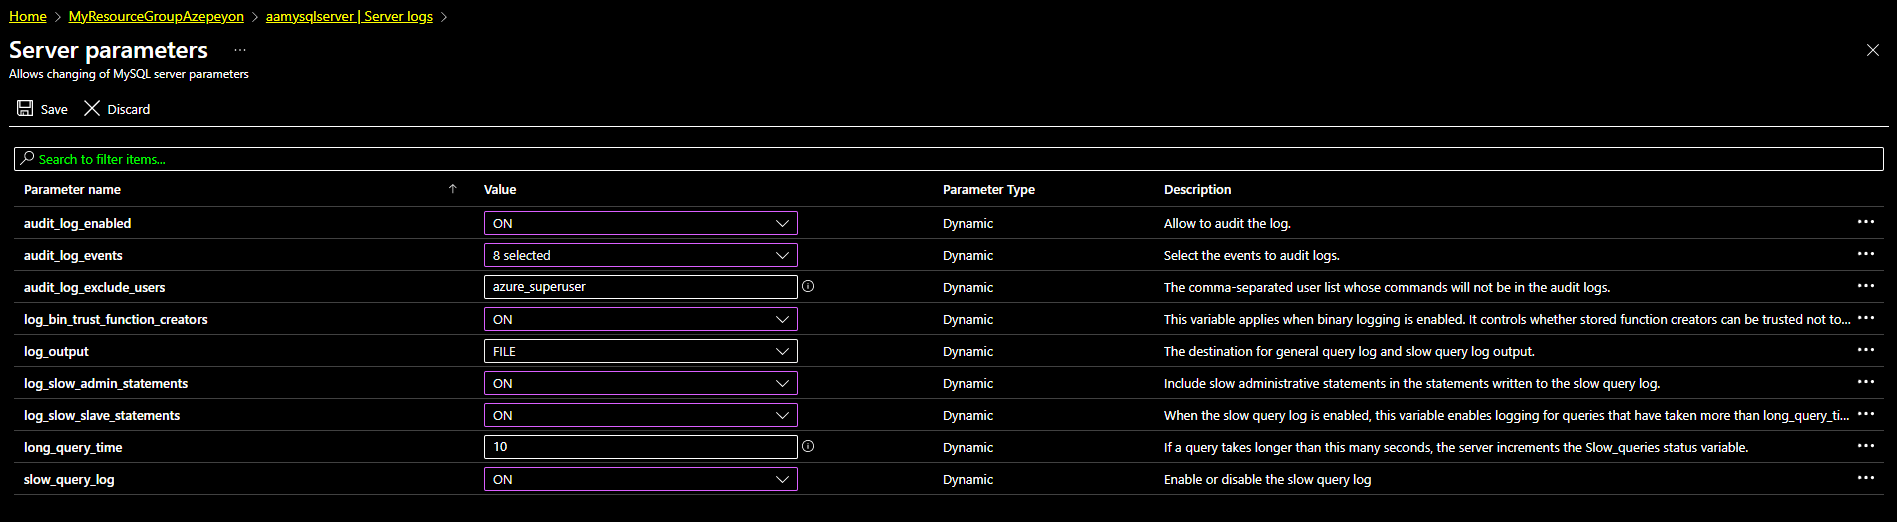 Home > MyResourceGroupAzepeyon > aamysqlserver | Server logs >
Server parameters ...
Allows changing of MySQL server parameters
Save Discard
Search to filter items...
Parameter name ↑ Value Parameter Type Description
audit_log_enabled ON Dynamic Allow to audit the log. ...
audit_log_events 8 selected Dynamic Select the events to audit logs. ...
audit_log_exclude_users azure_superuser Dynamic The comma-separated user list whose commands will not be in the audit logs. ...
log_bin_trust_function_creators ON Dynamic This variable applies when binary logging is enabled. It controls whether stored function creators can be trusted not to... ...
log_output FILE Dynamic The destination for general query log and slow query log output. ...
log_slow_admin_statements ON Dynamic Include slow administrative statements in the statements written to the slow query log. ...
log_slow_slave_statements ON Dynamic When the slow query log is enabled, this variable enables logging for queries that have taken more than long_query_ti... ...
long_query_time 10 Dynamic If a query takes longer than this many seconds, the server increments the Slow_queries status variable. ...
slow_query_log ON Dynamic Enable or disable the slow query log ...